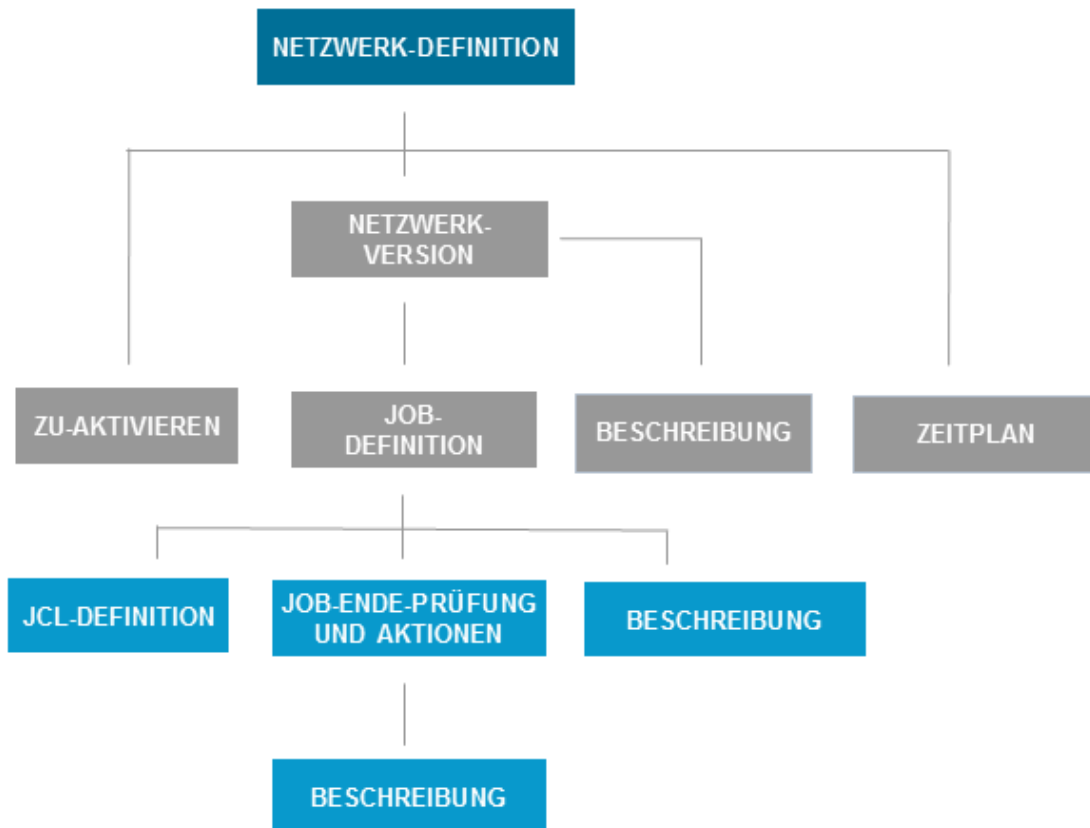 NETZWERK-DEFINITION
NETZWERK-
VERSION
ZU-AKTIVIEREN
JOB-
DEFINITION
BESCHREIBUNG
ZEITPLAN
JCL-DEFINITION
JOB-ENDE-PRÜFUNG
UND AKTIONEN
BESCHREIBUNG
BESCHREIBUNG